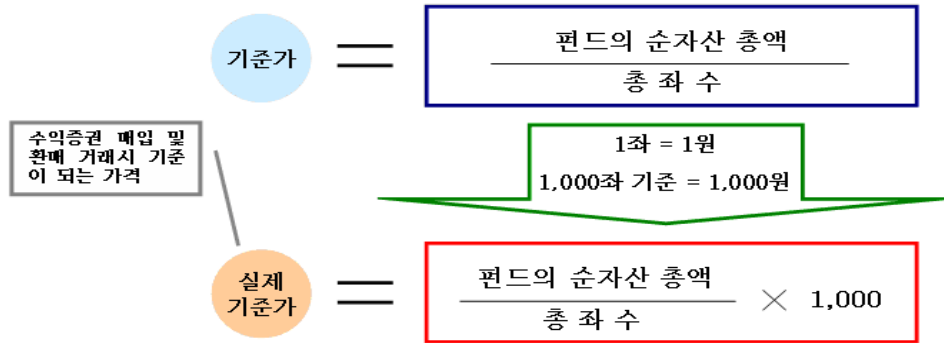 기준가
펀드의 순자산 총액
총 좌 수
수익증권 매입 및
환매 거래시 기준
이 되는 가격
1좌 = 1원
1,000좌 기준 = 1,000원
실제
기준가
펀드의 순자산 총액
총 좌 수
× 1,000